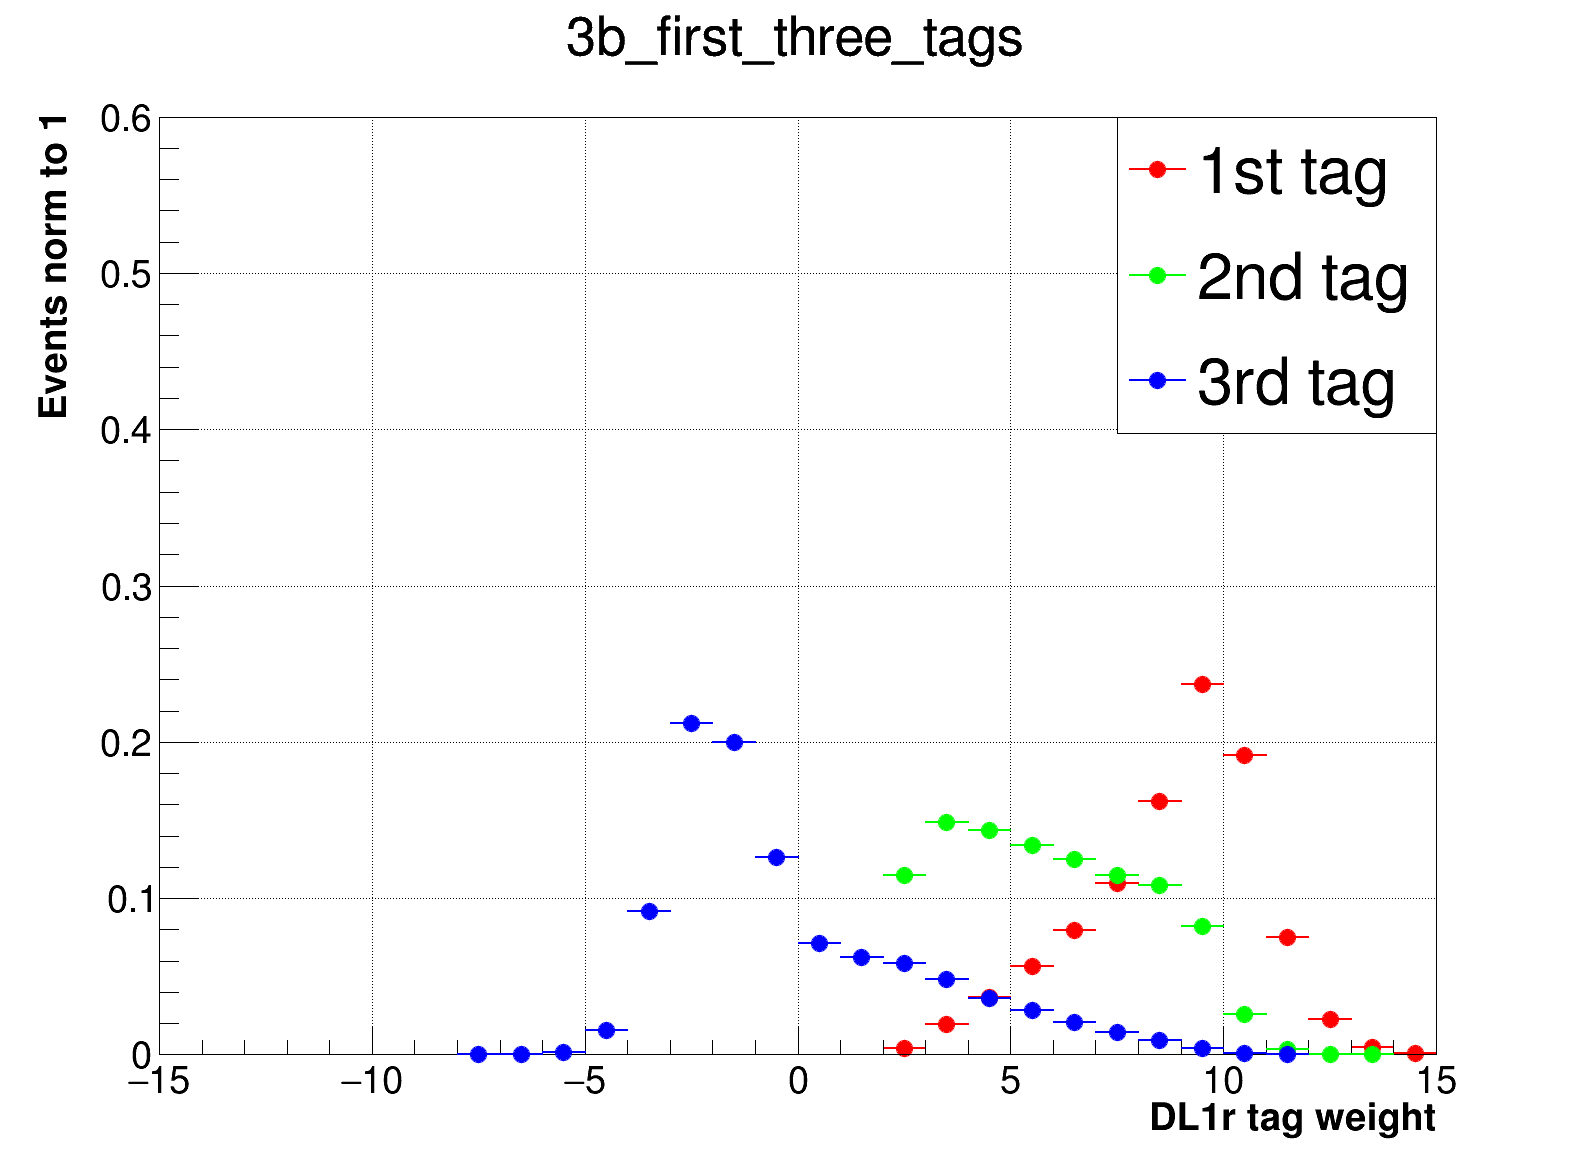 3b_first_three_tags
Events norm to 1
0.6
0.5
0.4
0.3
0.2
0.1
0
−15
−10
−5
0
5
10
15
DL1r tag weight
1st tag
2nd tag
3rd tag